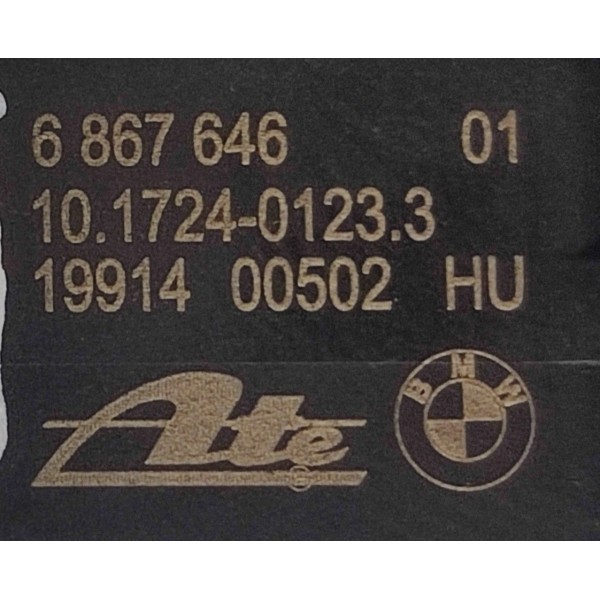 6 867 646 01
10.1724-0123.3
19914 00502 HU
Ate ®
BMW